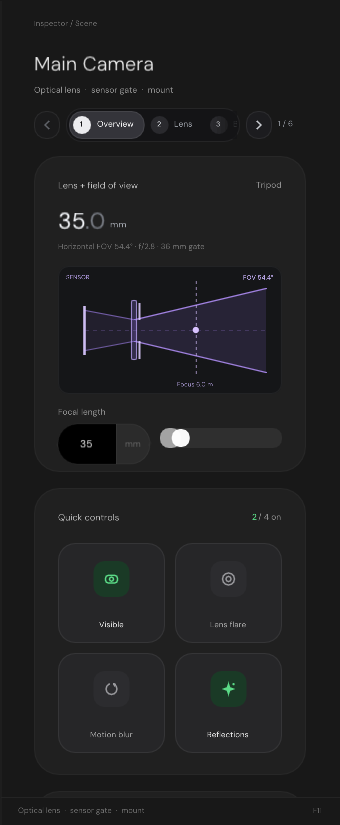 Inspector / Scene
Main Camera
Optical lens · sensor gate · mount
1 Overview 2 Lens 3
1 / 6
Lens + field of view
Tripod
35.0 mm
Horizontal FOV 54.4° · f/2.8 · 36 mm gate
SENSOR
FOV 54.4°
Focus 6.0 m
Focal length
35 mm
Quick controls
2 / 4 on
Visible
Lens flare
Motion blur
Reflections
Optical lens · sensor gate · mount